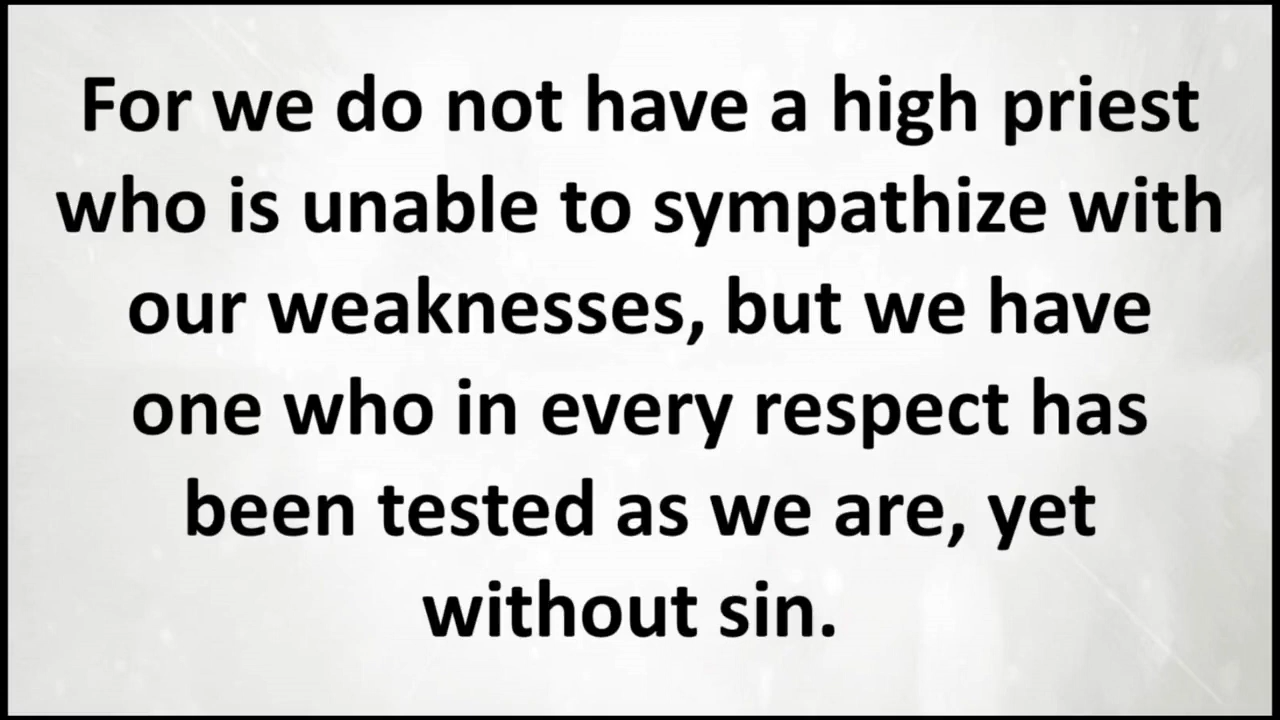 For we do not have a high priest
who is unable to sympathize with
our weaknesses, but we have
one who in every respect has
been tested as we are, yet
without sin.